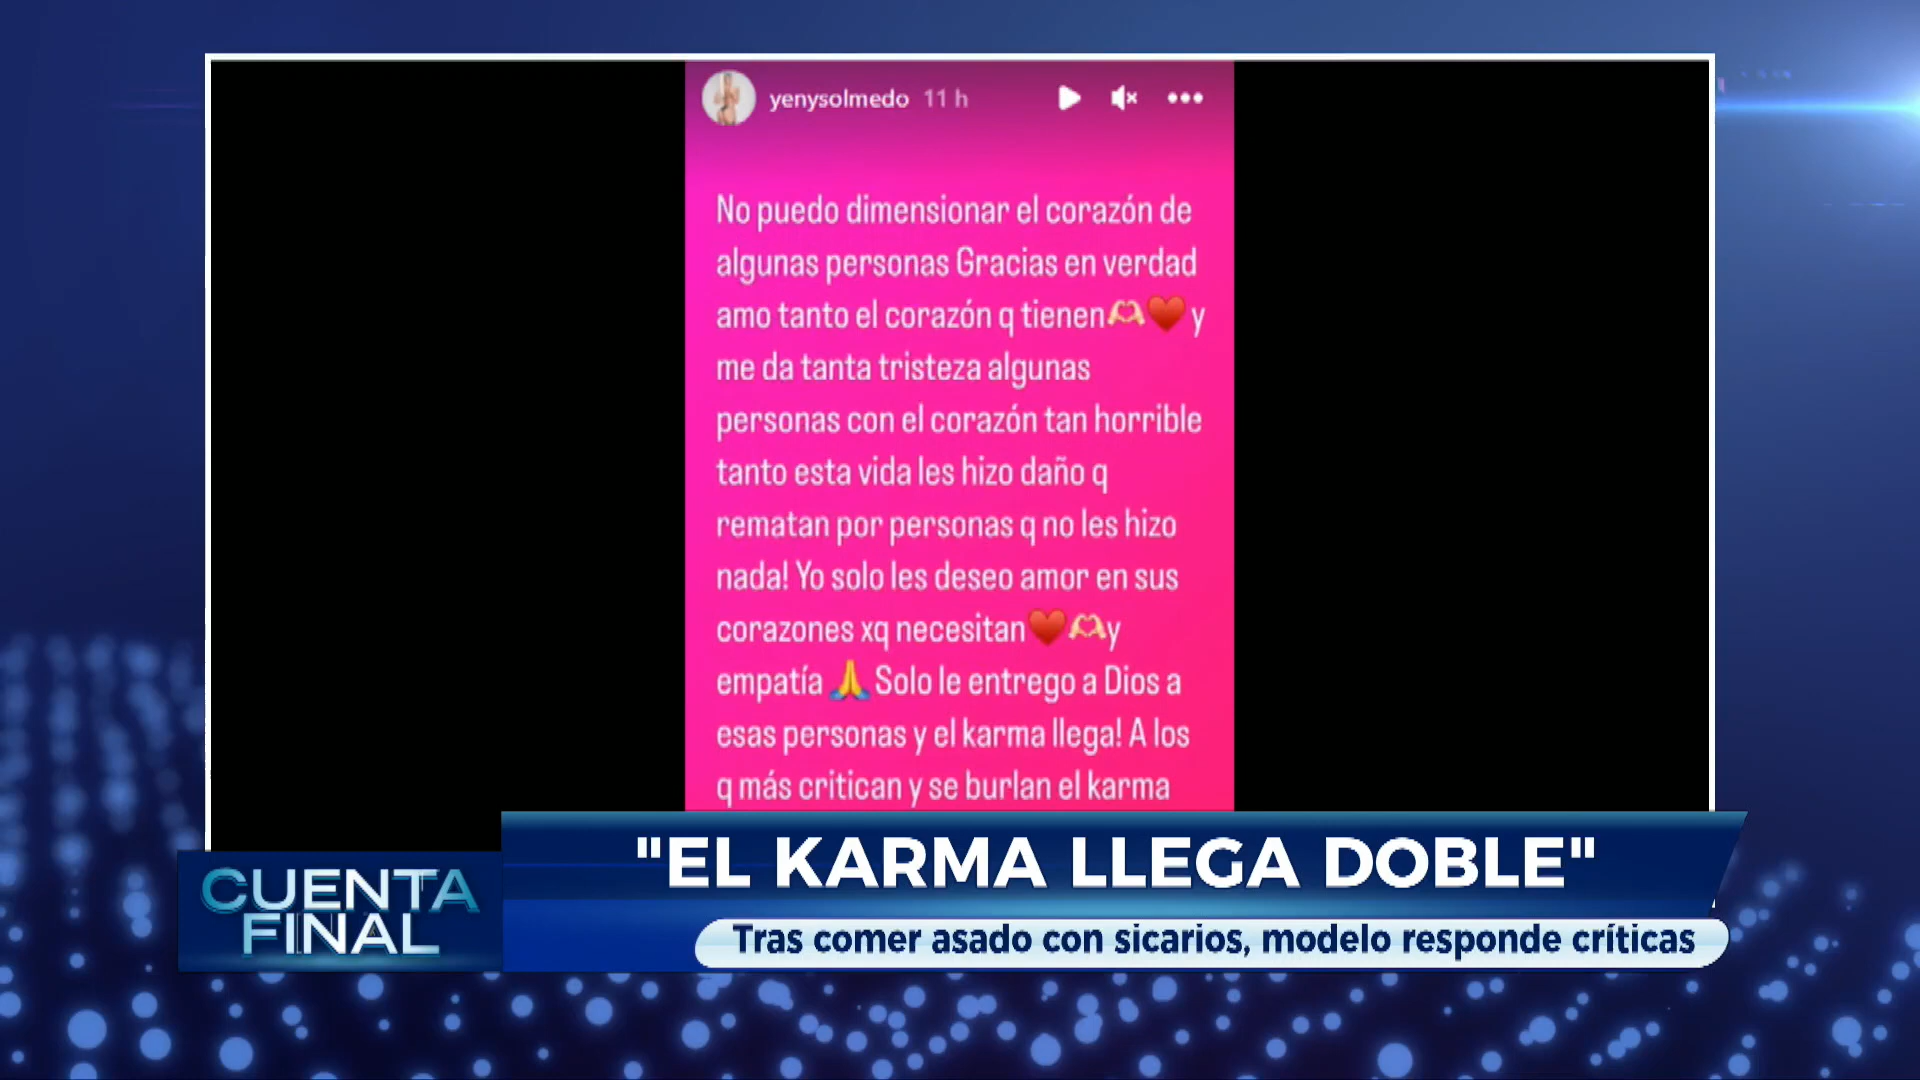 yenysolmedo 11 h
No puedo dimensionar el corazón de
algunas personas Gracias en verdad
amo tanto el corazón q tienen🫶🏻♥️ y
me da tanta tristeza algunas
personas con el corazón tan horrible
tanto esta vida les hizo daño q
rematan por personas q no les hizo
nada! Yo solo les deseo amor en sus
corazones xq necesitan♥️🫶🏻y
empatía 🙏 Solo le entrego a Dios a
esas personas y el karma llega! A los
q más critican y se burlan el karma
"EL KARMA LLEGA DOBLE"
CUENTA
FINAL
Tras comer asado con sicarios, modelo responde críticas